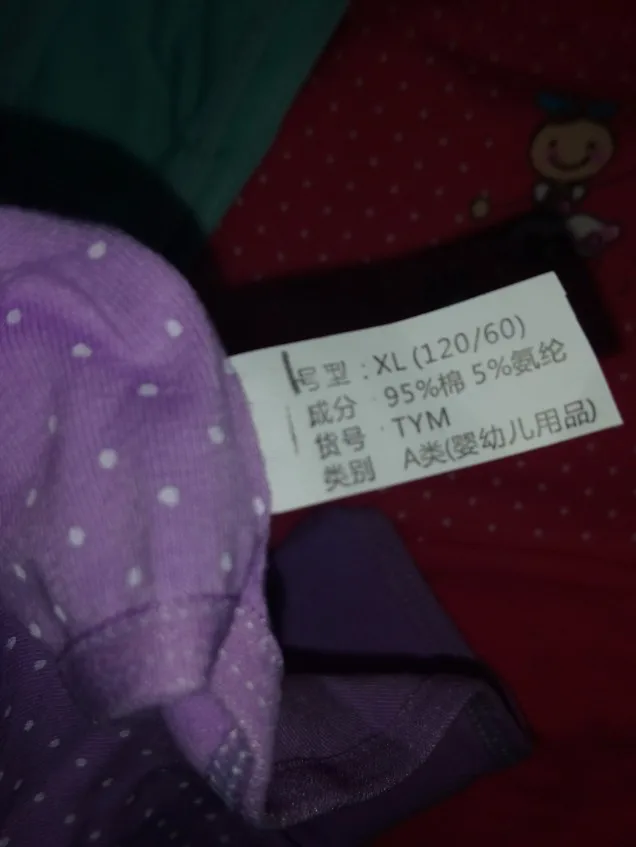 号型：XL (120/60)
成分 95%棉 5%氨纶
货号 TYM
类别 A类(婴幼儿用品)